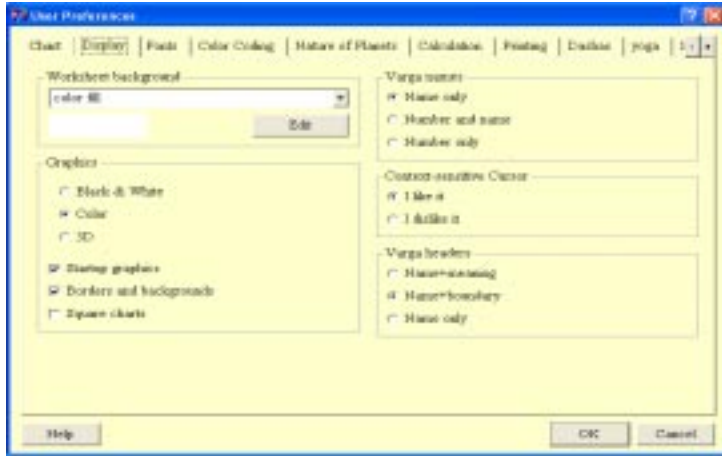 User Preferences
Chart | Display | Fonts | Color Coding | Nature of Planets | Calculation | Printing | Dashas | yoga
Worksheet background
color
Edit
Graphics
Black & White
Color
3D
Startup graphics
Borders and backgrounds
Square charts
Varga names
Name only
Number and name
Number only
Context-sensitive Cursor
I like it
I dislike it
Varga headers
Name+meaning
Name+boundary
Name only
Help
OK
Cancel